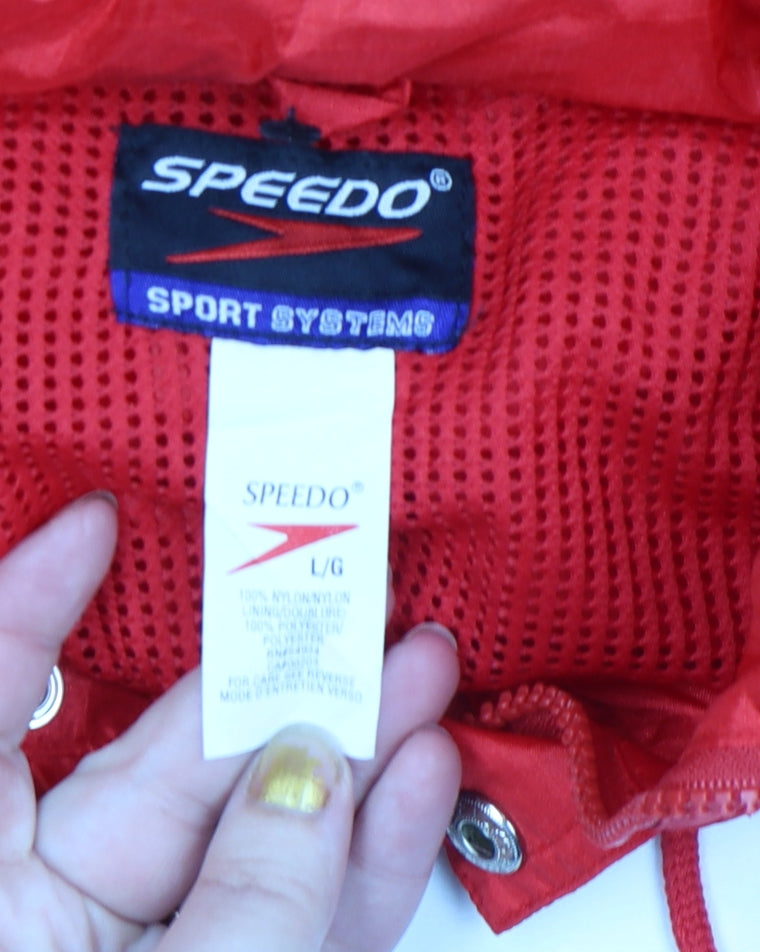 SPEEDO®
SPORT SYSTEMS
SPEEDO®
L/G
100% NYLON/NYLON
LINING/DOUBLURE/
100% POLYESTER/
POLYESTER
FOR CARE SEE REVERSE
MODE D'ENTRETIEN VERSO